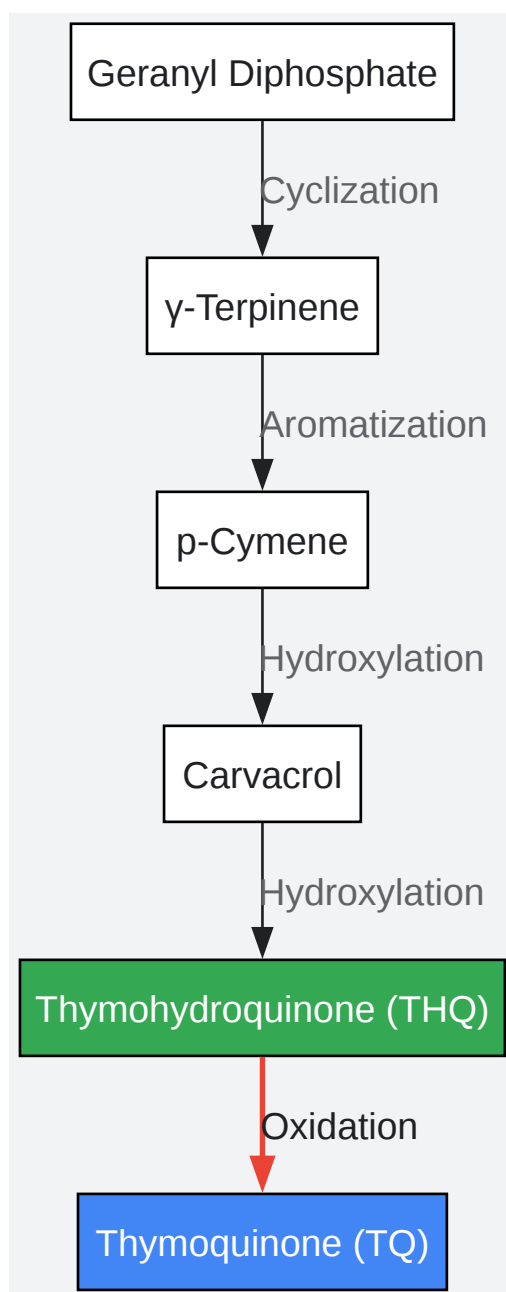 Geranyl Diphosphate
Cyclization
γ-Terpinene
Aromatization
p-Cymene
Hydroxylation
Carvacrol
Hydroxylation
Thymohydroquinone (THQ)
Oxidation
Thymoquinone (TQ)